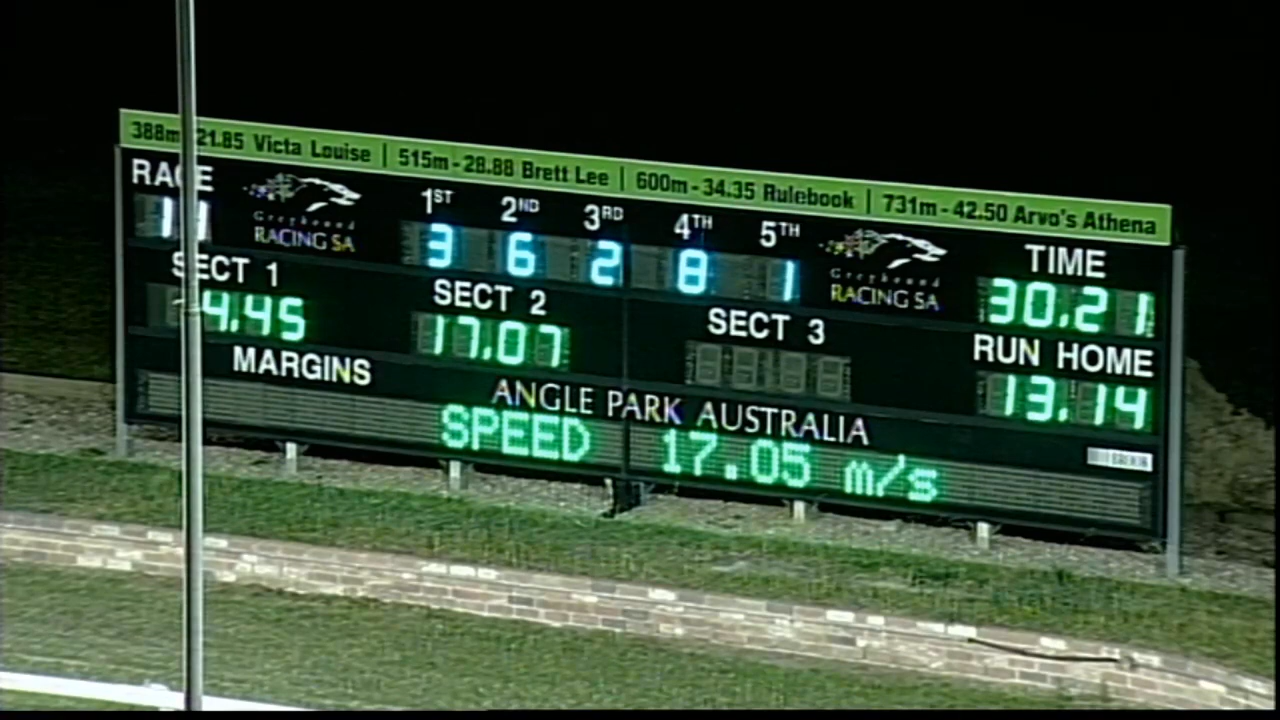 388m 21.85 Victa Louise | 515m - 28.88 Brett Lee | 600m - 34.35 Rulebook | 731m - 42.50 Arvo's Athena
RACE 1ST 2ND 3RD 4TH 5TH TIME
Greyhound RACING SA
11 3 6 2 8 1 30.21
Greyhound RACING SA
SECT 1 SECT 2 SECT 3 RUN HOME
4.45 17.07 13.14
MARGINS
ANGLE PARK AUSTRALIA
SPEED 17.05 m/s